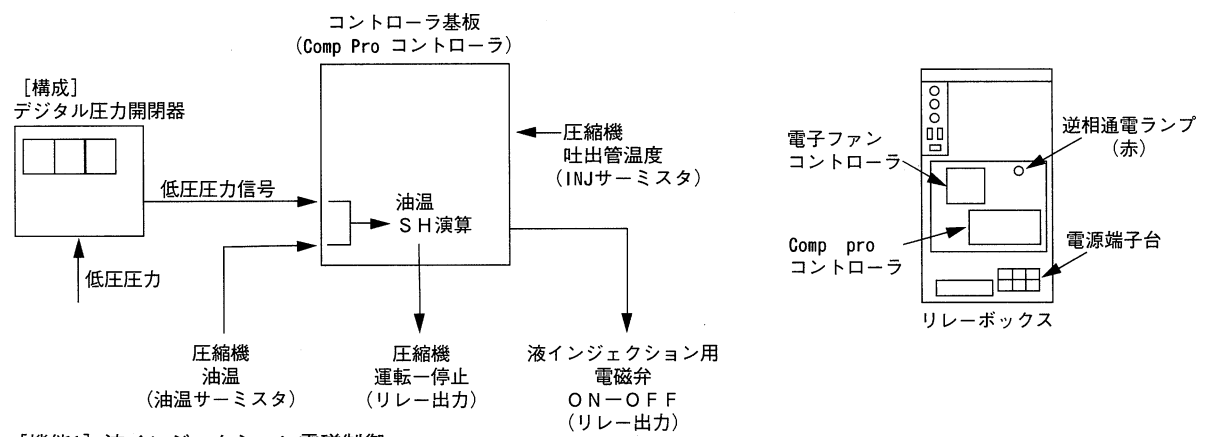 コントローラ基板
(Comp Pro コントローラ)
[構成]
デジタル圧力開閉器
低圧圧力信号
低圧圧力
油温
SH演算
圧縮機
吐出管温度
(INJサーミスタ)
圧縮機
油温
(油温サーミスタ)
圧縮機
運転ー停止
(リレー出力)
液インジェクション用
電磁弁
ON-OFF
(リレー出力)
電子ファン
コントローラ
逆相通電ランプ
(赤)
Comp pro
コントローラ
電源端子台
リレーボックス